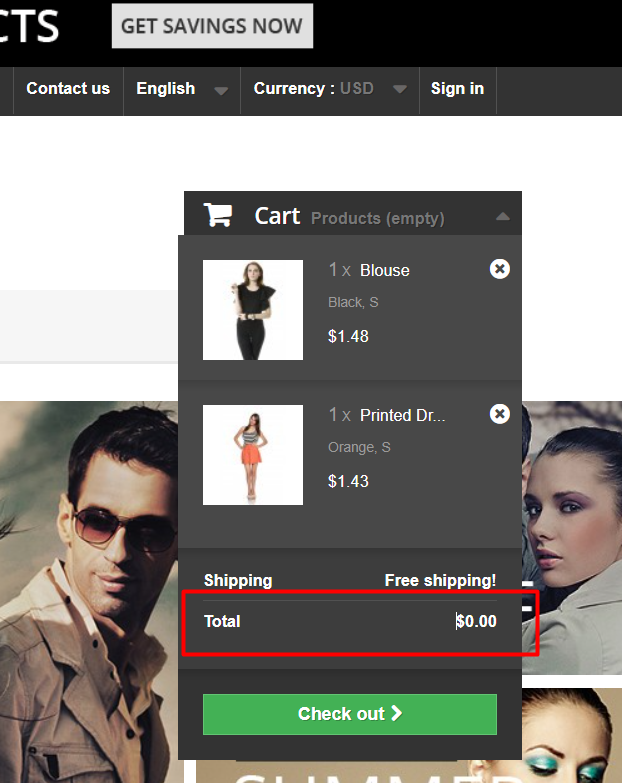 CTS
GET SAVINGS NOW
Contact us
English
Currency : USD
Sign in
Cart Products (empty)
1 x Blouse
Black, S
$1.48
1 x Printed Dr...
Orange, S
$1.43
Shipping Free shipping!
Total $0.00
Check out
SUMMER